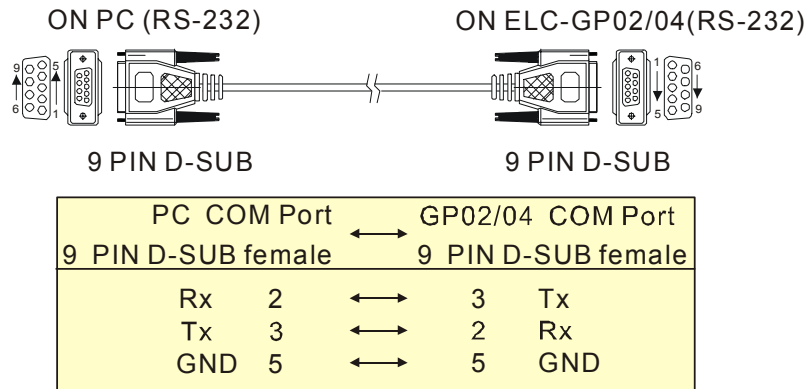 ON PC (RS-232) ON ELC-GP02/04(RS-232)
9 5 1 6
6 1 5 9
9 PIN D-SUB 9 PIN D-SUB
PC COM Port GP02/04 COM Port
9 PIN D-SUB female 9 PIN D-SUB female
Rx 2 3 Tx
Tx 3 2 Rx
GND 5 5 GND